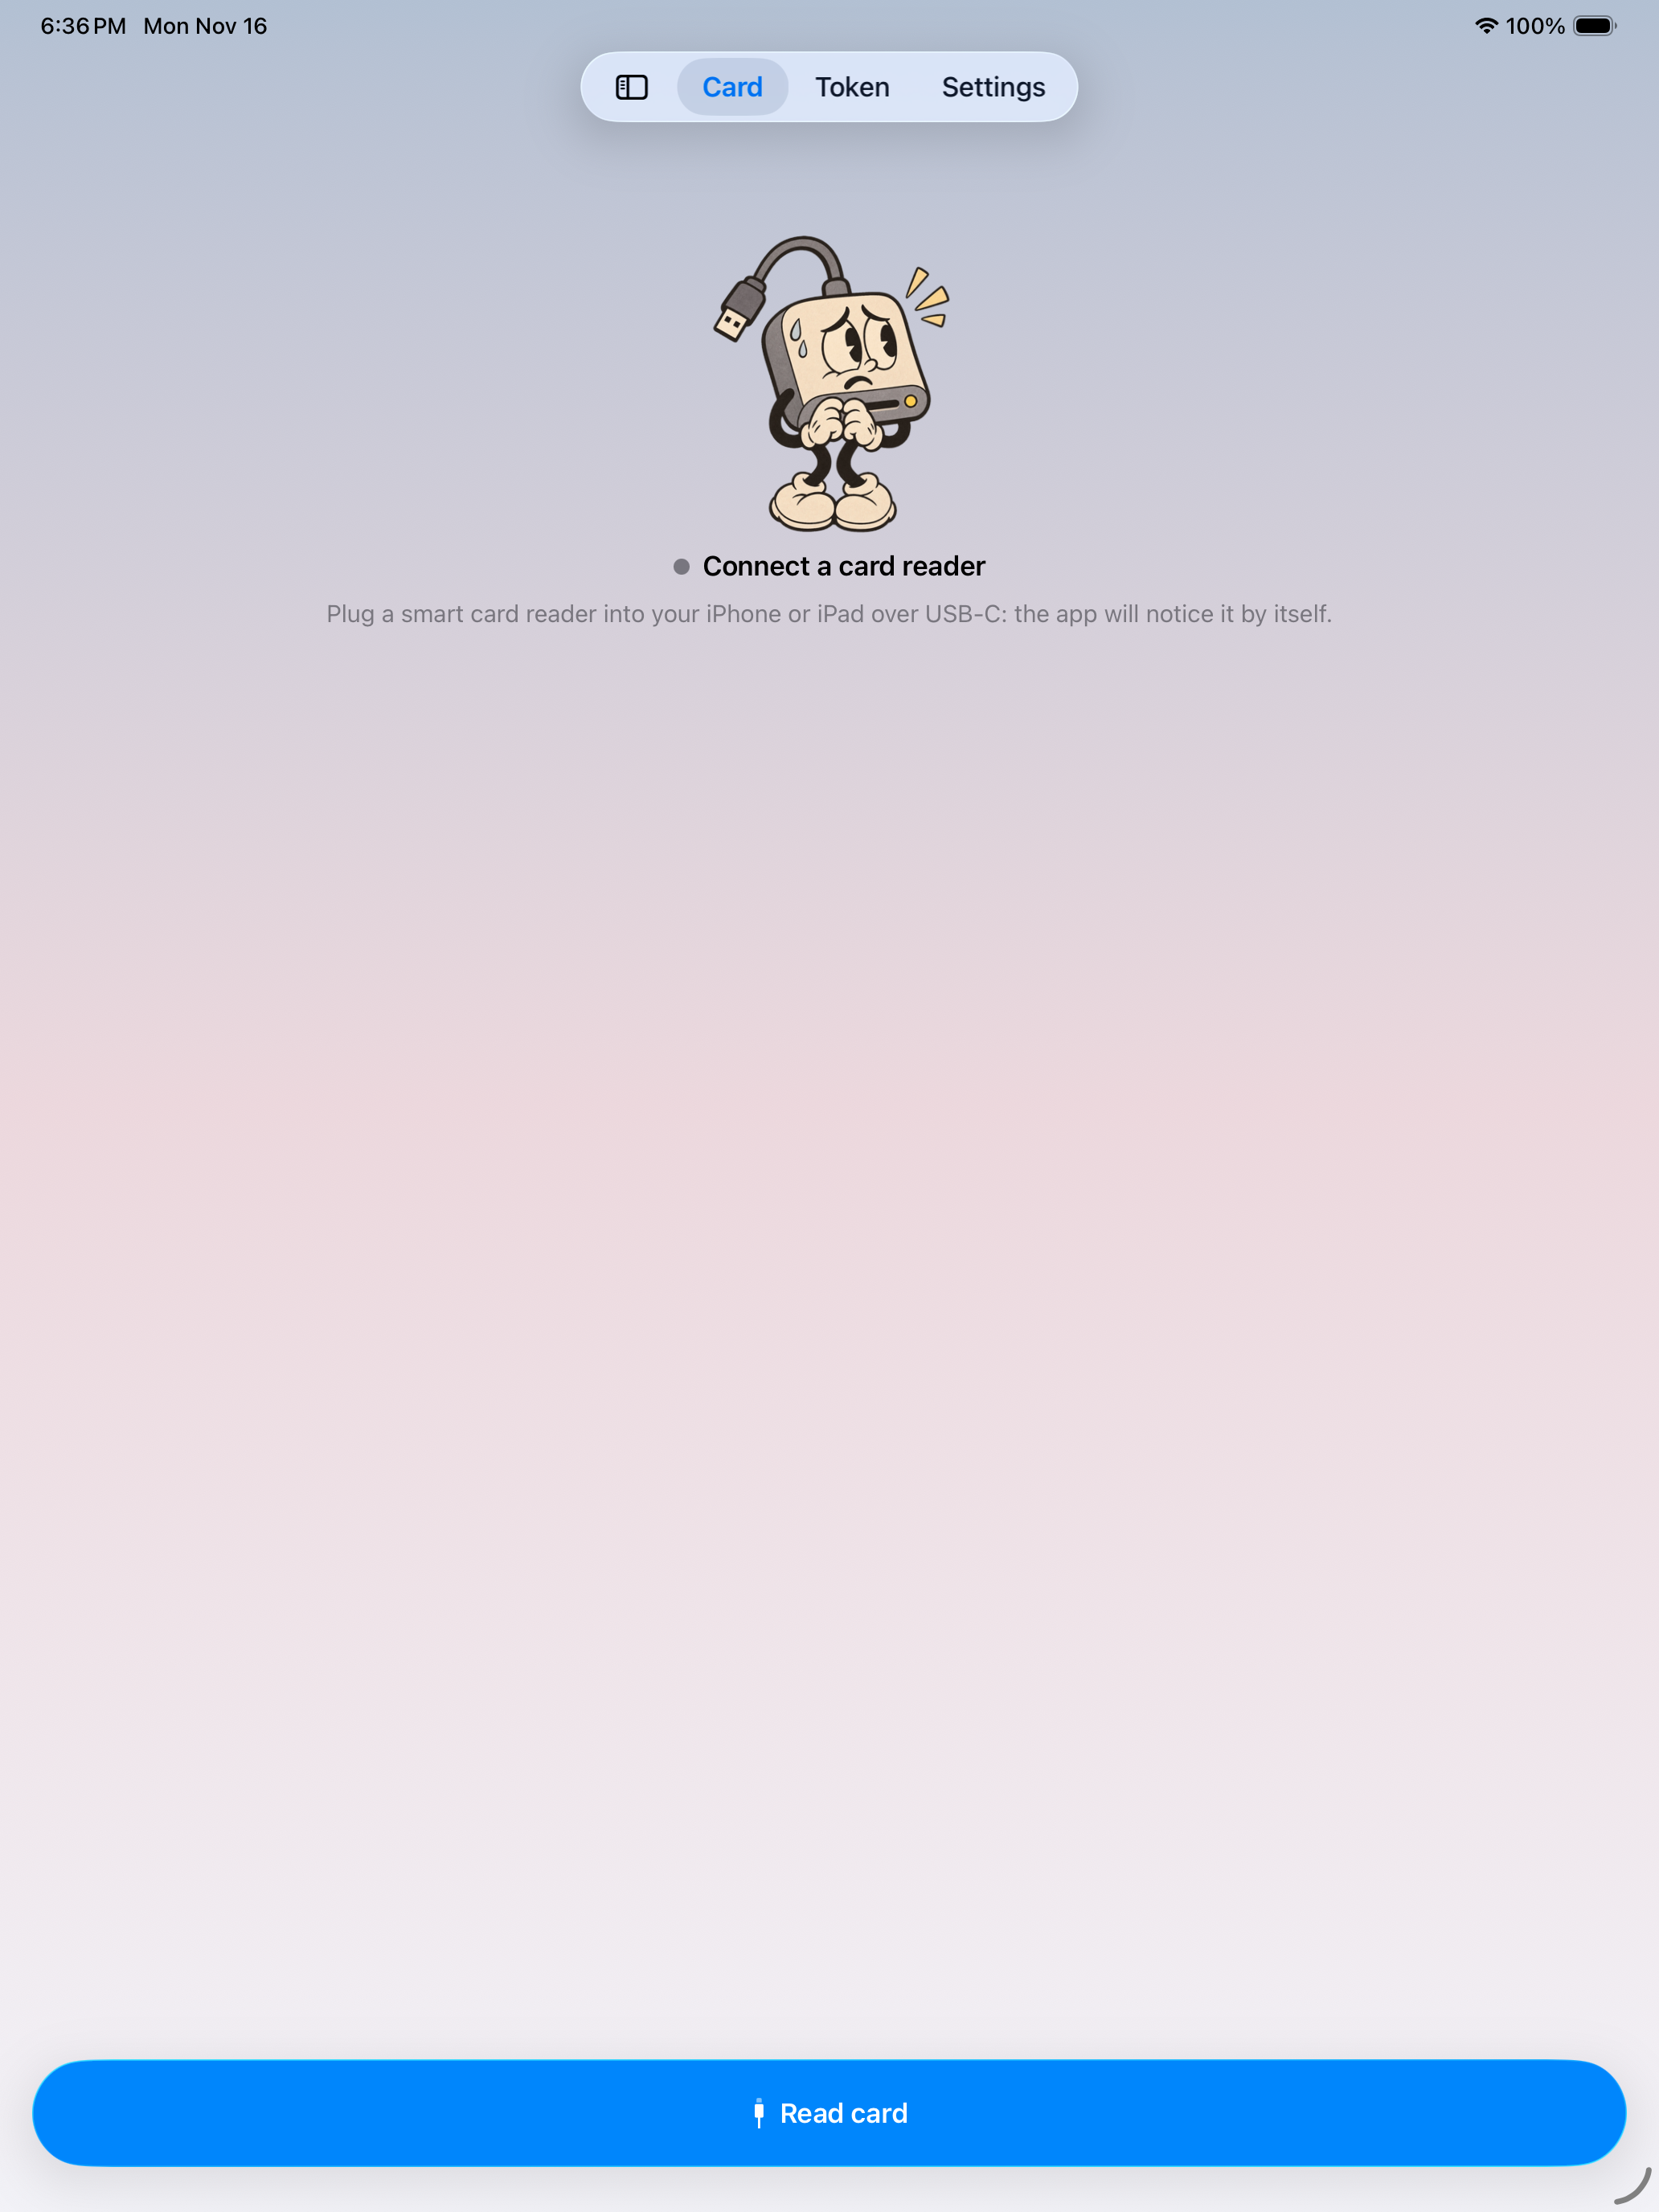 6:36 PM Mon Nov 16
100%
Card Token Settings
Connect a card reader
Plug a smart card reader into your iPhone or iPad over USB-C: the app will notice it by itself.
Read card